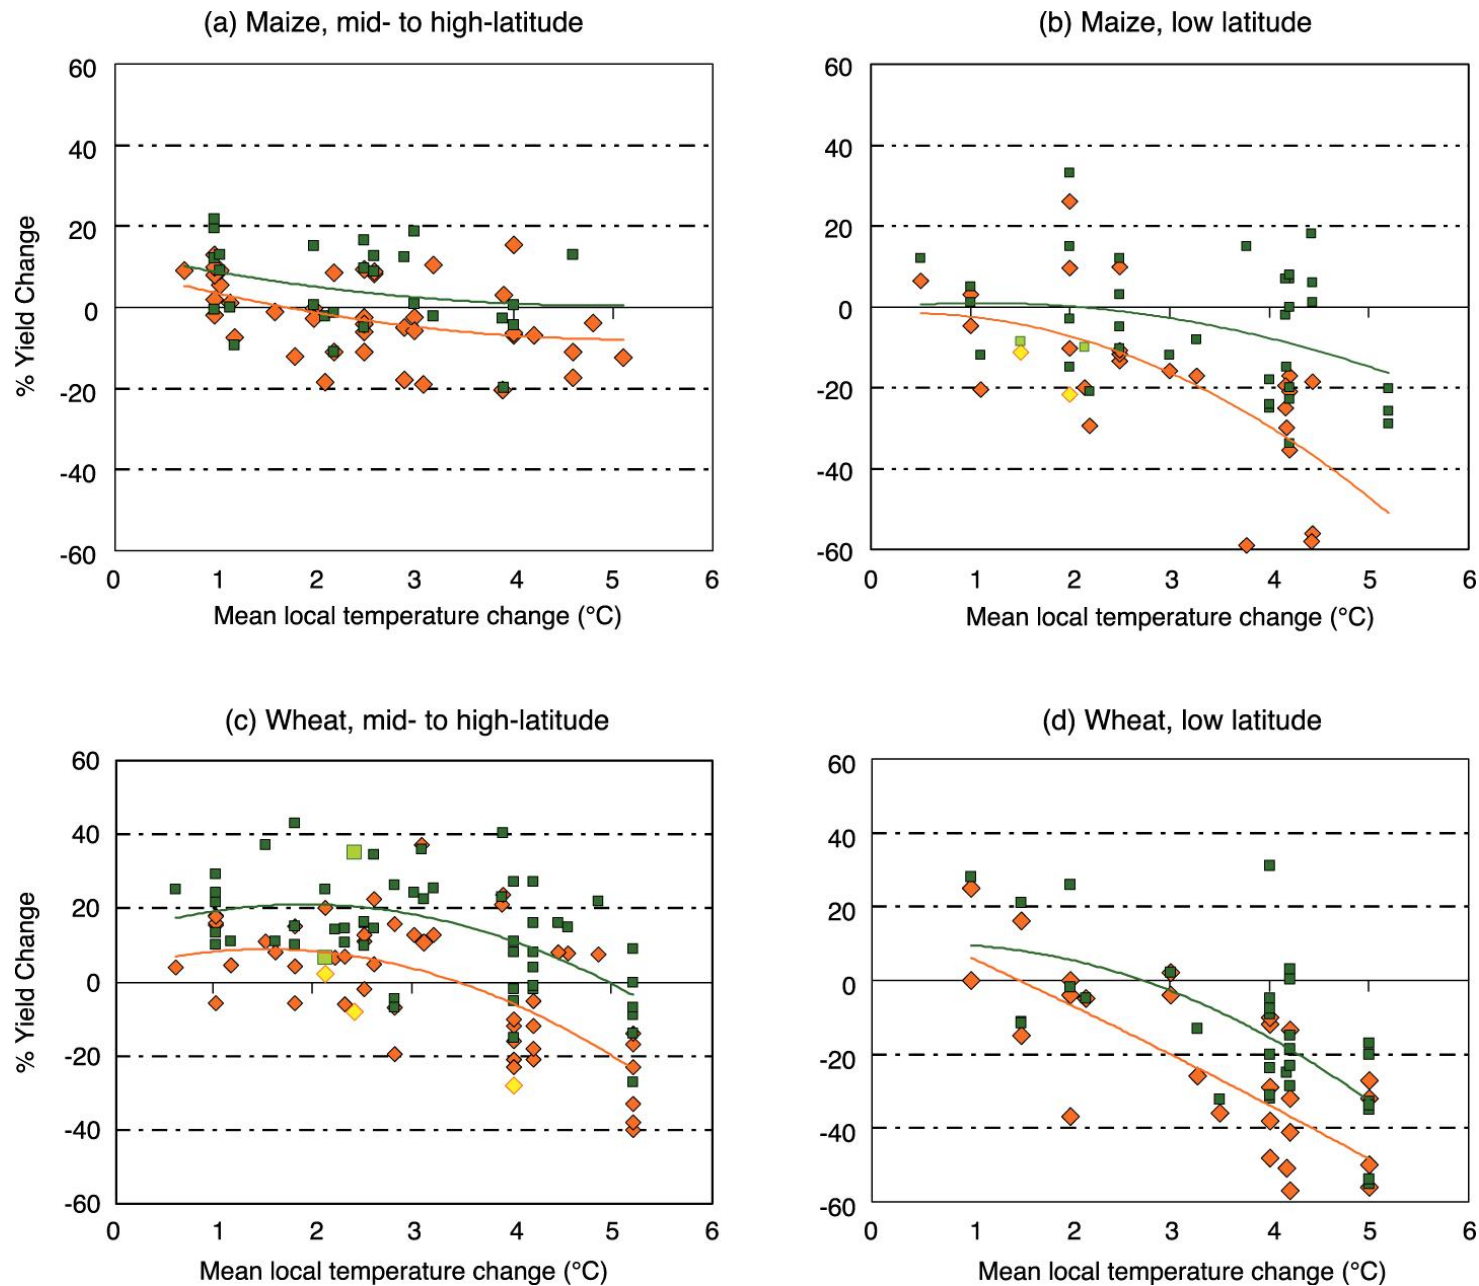 (a) Maize, mid- to high-latitude
60
40
20
0
-20
-40
-60
% Yield Change
0 1 2 3 4 5 6
Mean local temperature change (°C)
(b) Maize, low latitude
60
40
20
0
-20
-40
-60
0 1 2 3 4 5 6
Mean local temperature change (°C)
(c) Wheat, mid- to high-latitude
60
40
20
0
-20
-40
-60
% Yield Change
0 1 2 3 4 5 6
Mean local temperature change (°C)
(d) Wheat, low latitude
60
40
20
0
-20
-40
-60
0 1 2 3 4 5 6
Mean local temperature change (°C)